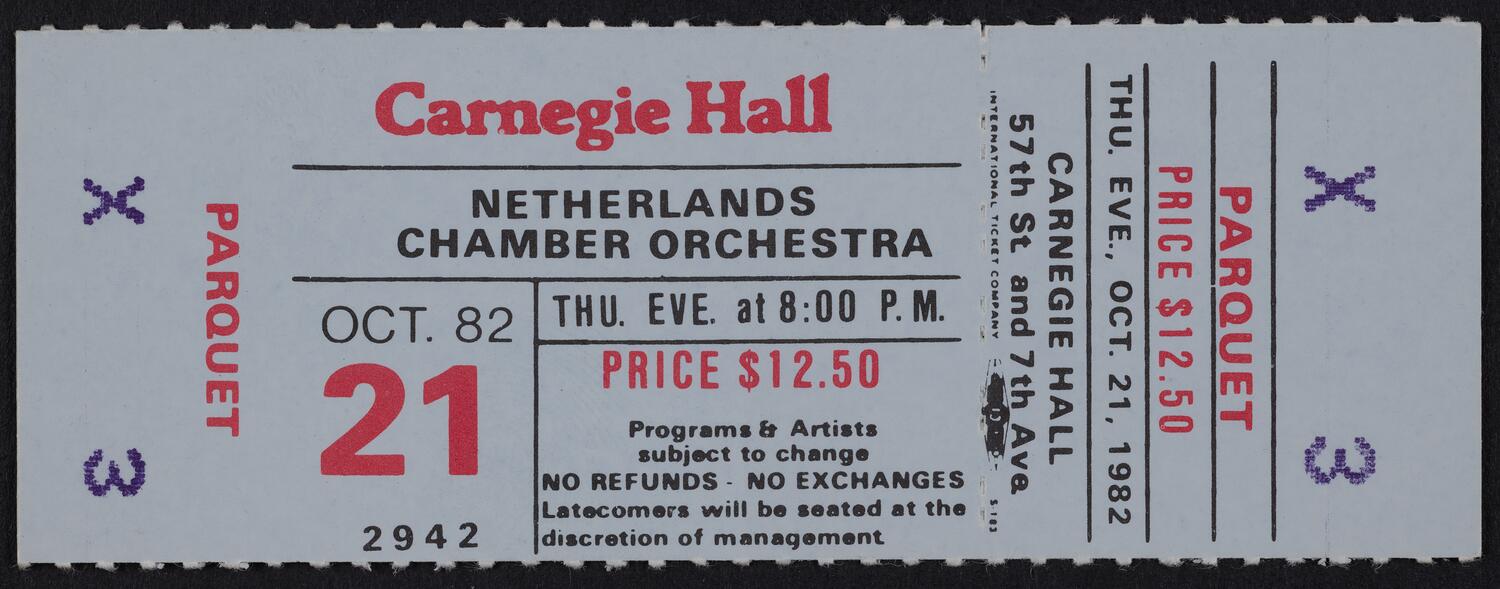 X
3
PARQUET
Carnegie Hall
NETHERLANDS
CHAMBER ORCHESTRA
OCT. 82
21
2942
THU. EVE. at 8:00 P.M.
PRICE $12.50
Programs & Artists
subject to change
NO REFUNDS - NO EXCHANGES
Latecomers will be seated at the
discretion of management
INTERNATIONAL TICKET COMPANY
S-183
57th St and 7th Ave
CARNEGIE HALL
THU. EVE., OCT. 21, 1982
PRICE $12.50
PARQUET
X
3